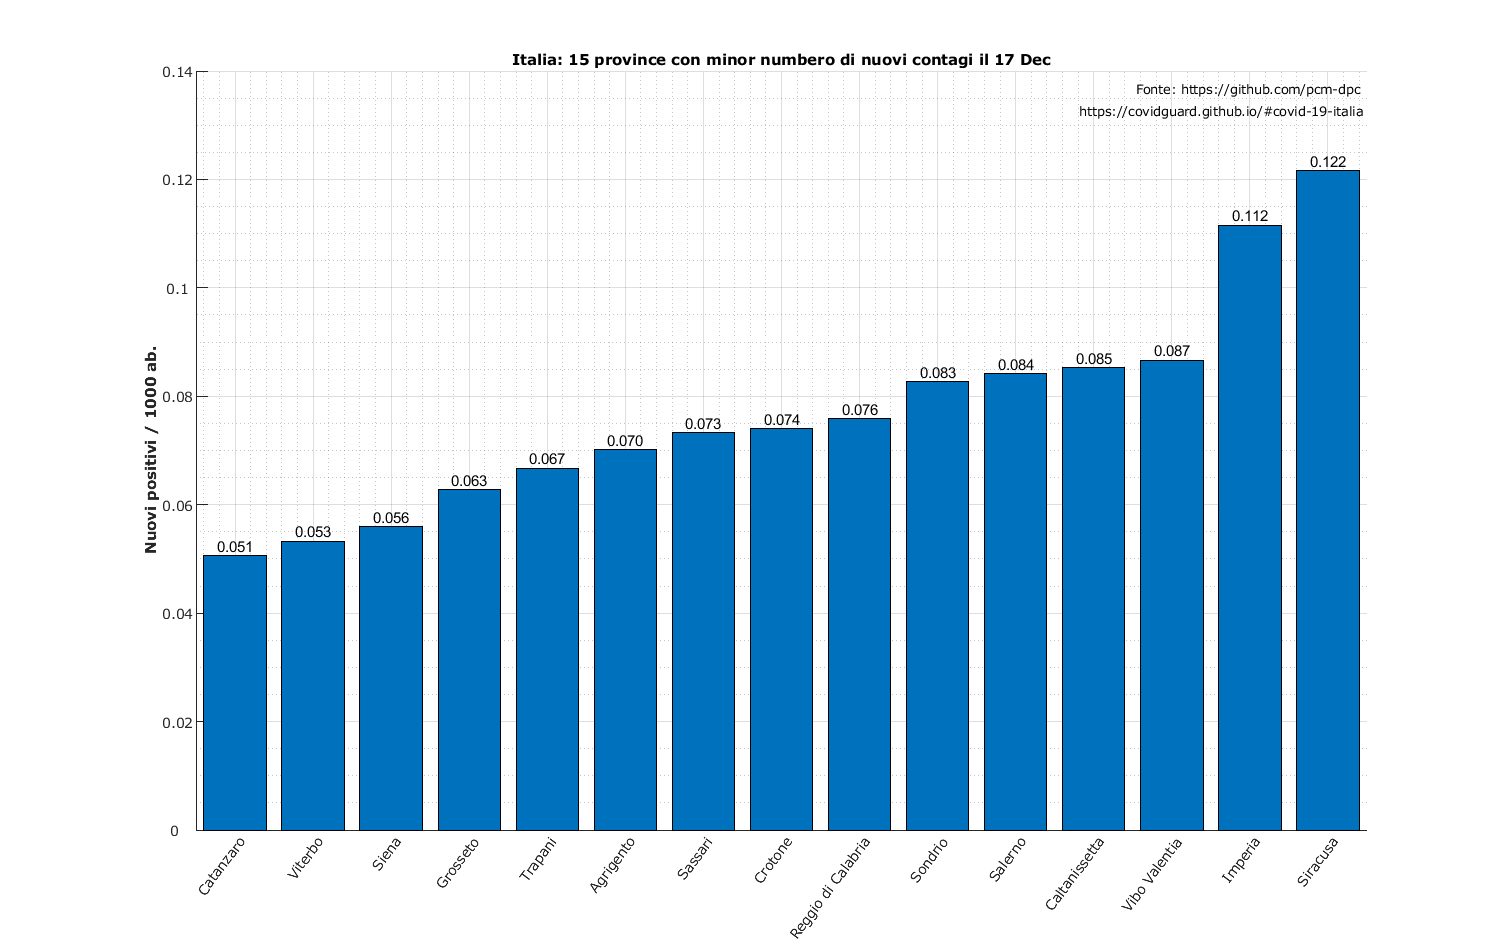 Italia: 15 province con minor numbero di nuovi contagi il 17 Dec
Fonte: https://github.com/pcm-dpc
https://covidguard.github.io/#covid-19-italia
Nuovi positivi / 1000 ab.
0.14
0.12
0.1
0.08
0.06
0.04
0.02
0
0.051
0.053
0.056
0.063
0.067
0.070
0.073
0.074
0.076
0.083
0.084
0.085
0.087
0.112
0.122
Catanzaro
Viterbo
Siena
Grosseto
Trapani
Agrigento
Sassari
Crotone
Reggio di Calabria
Sondrio
Salerno
Caltanissetta
Vibo Valentia
Imperia
Siracusa